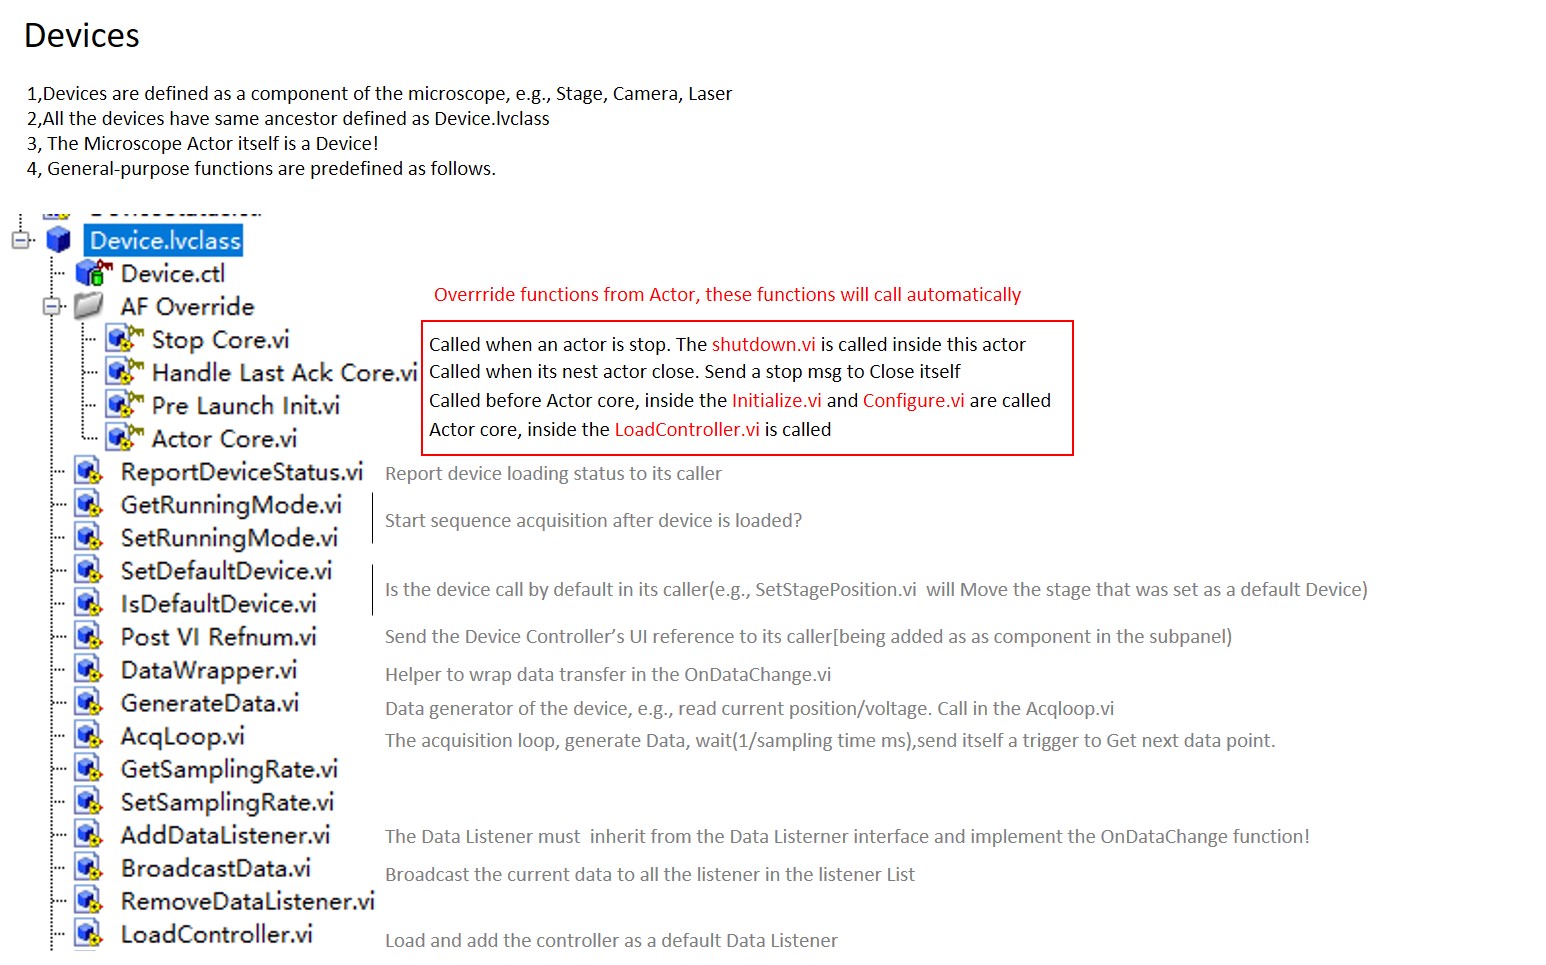 Devices
1,Devices are defined as a component of the microscope, e.g., Stage, Camera, Laser
2,All the devices have same ancestor defined as Device.lvclass
3, The Microscope Actor itself is a Device!
4, General-purpose functions are predefined as follows.
Device.lvclass
Device.ctl
AF Override
Overrride functions from Actor, these functions will call automatically
Stop Core.vi
Called when an actor is stop. The shutdown.vi is called inside this actor
Handle Last Ack Core.vi
Called when its nest actor close. Send a stop msg to Close itself
Pre Launch Init.vi
Called before Actor core, inside the Initialize.vi and Configure.vi are called
Actor Core.vi
Actor core, inside the LoadController.vi is called
ReportDeviceStatus.vi
Report device loading status to its caller
GetRunningMode.vi
Start sequence acquisition after device is loaded?
SetRunningMode.vi
SetDefaultDevice.vi
Is the device call by default in its caller(e.g., SetStagePosition.vi  will Move the stage that was set as a default Device)
IsDefaultDevice.vi
Post VI Refnum.vi
Send the Device Controller’s UI reference to its caller[being added as as component in the subpanel)
DataWrapper.vi
Helper to wrap data transfer in the OnDataChange.vi
GenerateData.vi
Data generator of the device, e.g., read current position/voltage. Call in the Acqloop.vi
AcqLoop.vi
The acquisition loop, generate Data, wait(1/sampling time ms),send itself a trigger to Get next data point.
GetSamplingRate.vi
SetSamplingRate.vi
AddDataListener.vi
The Data Listener must  inherit from the Data Listerner interface and implement the OnDataChange function!
BroadcastData.vi
Broadcast the current data to all the listener in the listener List
RemoveDataListener.vi
LoadController.vi
Load and add the controller as a default Data Listener